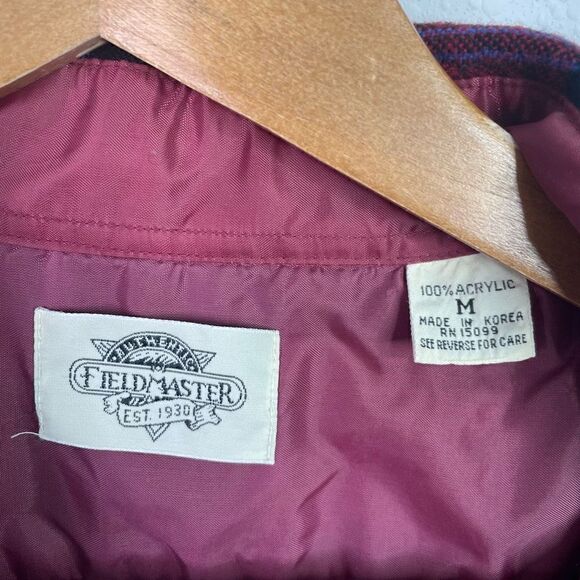 AUTHENTIC
FIELDMASTER
EST. 1930
100% ACRYLIC
M
MADE IN KOREA
RN 15099
SEE REVERSE FOR CARE